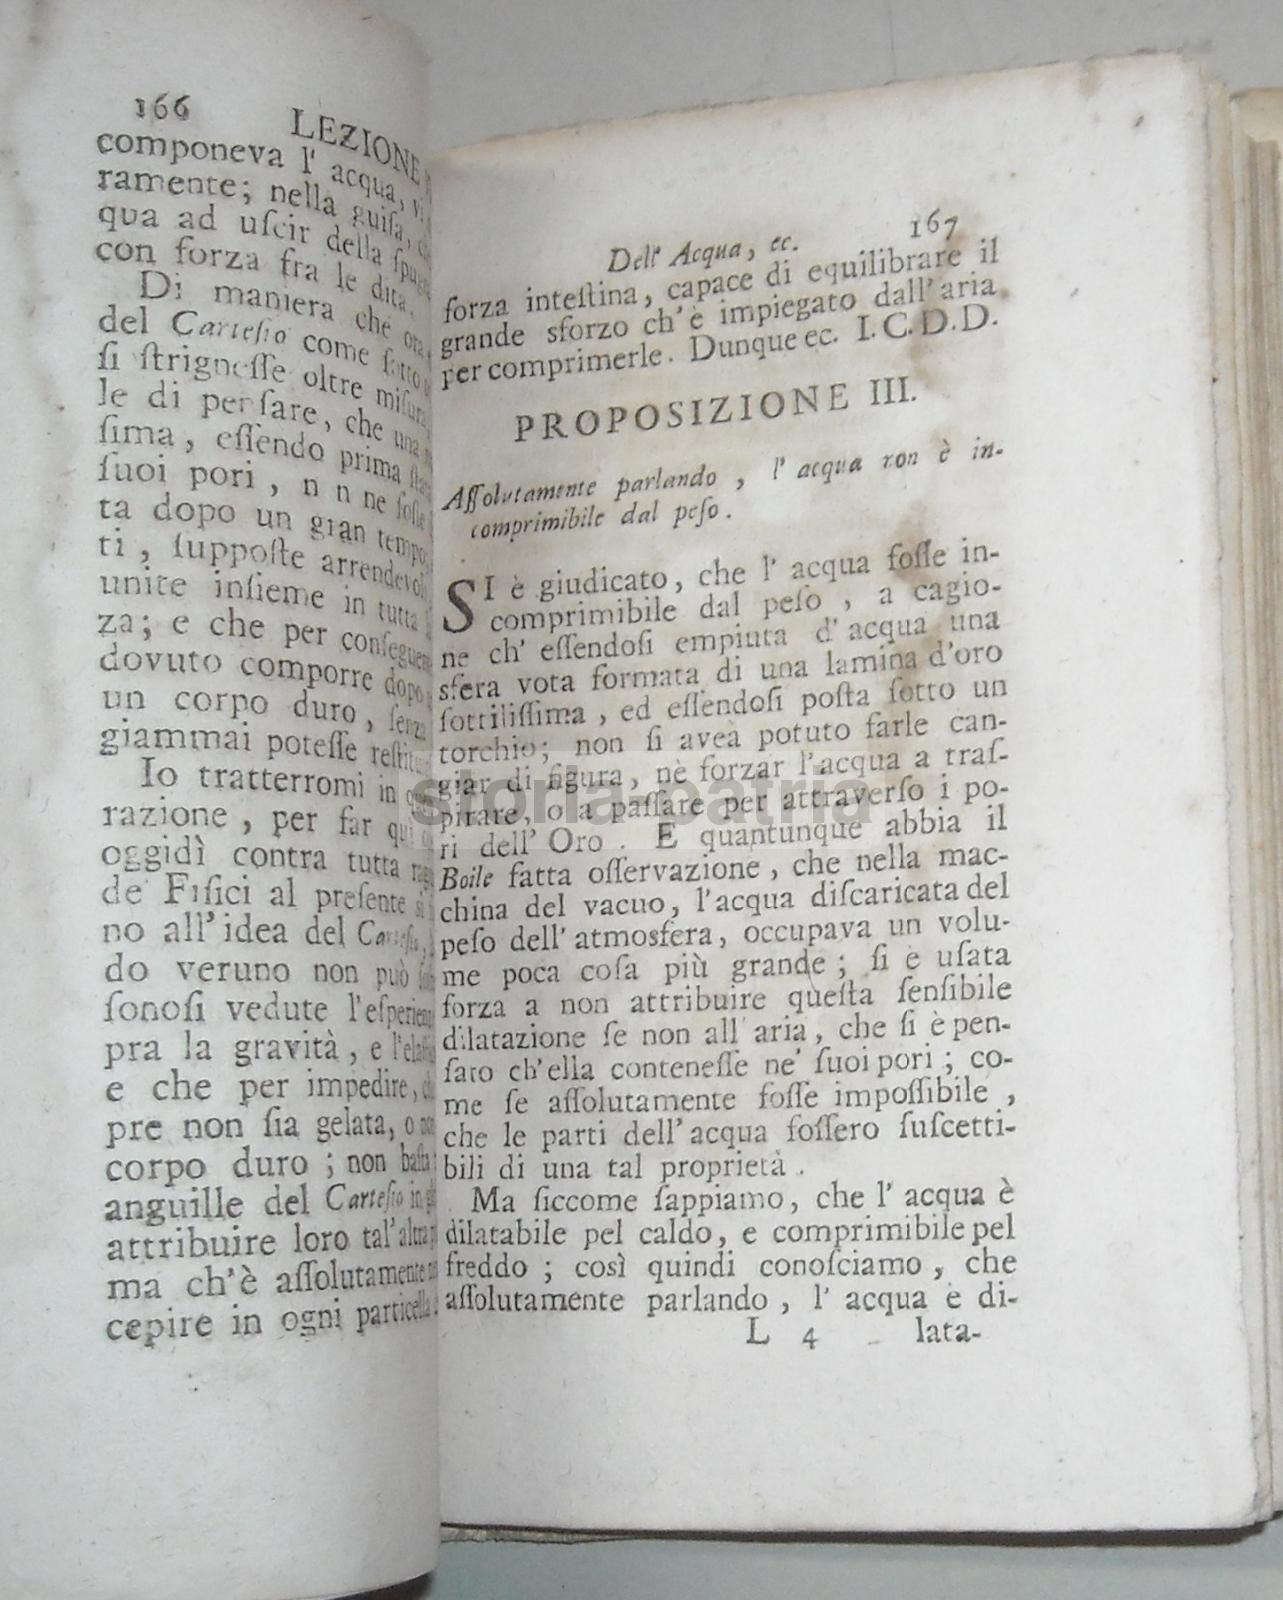 166 LEZIONE
componeva l' acqua,
ramente; nella guiſa,
qua ad uſcir della
con forza fra le dita.
Di maniera che
del Carteſio come
ſi ſtrigneſſe oltre
le di penſare, che una
ſima, eſſendo prima
ſuoi pori, n n ne foſſe
ta dopo un gran tempo
ti, ſuppoſte
unite inſieme in tutta
za; e che per
dovuto comporre dopo
un corpo duro,
giammai poteſſe
Io tratterromi in
razione, per far qui
oggidì contra tutta
de' Fiſici al preſente
no all'idea del
do veruno non può
ſonoſi vedute
pra la gravità, e
e che per impedire,
pre non ſia gelata, o
corpo duro; non baſta
anguille del Carteſio in
attribuire loro tal'
ma ch'è aſſolutamente
cepire in ogni particella
Dell' Acqua, ec. 167
forza inteſtina, capace di equilibrare il
grande sforzo ch'è impiegato dall'aria
per comprimerle. Dunque ec. I.C.D.D.
PROPOSIZIONE III.
Aſſolutamente parlando, l' acqua non è in-
comprimibile dal peſo.
SI è giudicato, che l' acqua foſſe in-
comprimibile dal peſo, a cagio-
ne ch' eſſendoſi empiuta d' acqua una
sfera vota formata di una lamina d'oro
ſottiliſſima, ed eſſendoſi poſta ſotto un
torchio; non ſi avea potuto farle can-
giar di figura, nè forzar l'acqua a traſ-
pirare, o a paſſare per attraverſo i po-
ri dell' Oro. E quantunque abbia il
Boile fatta oſſervazione, che nella mac-
china del vacuo, l'acqua diſcaricata del
peſo dell' atmosfera, occupava un volu-
me poca coſa più grande; ſi è uſata
forza a non attribuire queſta ſenſibile
dilatazione ſe non all' aria, che ſi è pen-
ſato ch'ella conteneſſe ne' ſuoi pori; co-
me ſe aſſolutamente foſſe impoſſibile,
che le parti dell' acqua foſſero ſuſcetti-
bili di una tal proprietà.
Ma ſiccome ſappiamo, che l' acqua è
dilatabile pel caldo, e comprimibile pel
freddo; così quindi conoſciamo, che
aſſolutamente parlando, l' acqua è di-
L 4 lata-
storia-patria